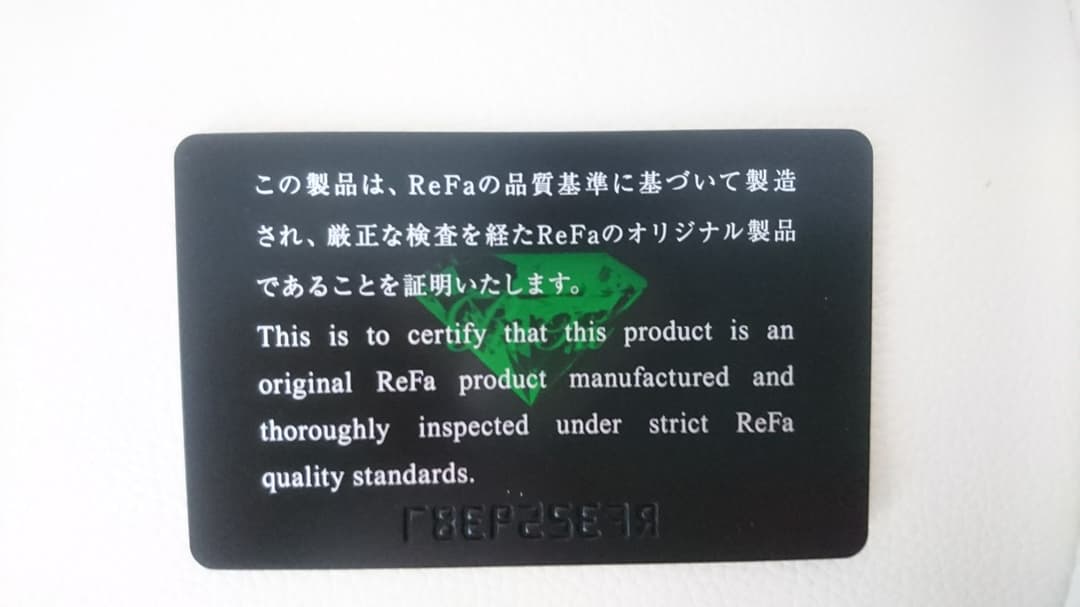 この製品は、ReFaの品質基準に基づいて製造
され、厳正な検査を経たReFaのオリジナル製品
であることを証明いたします。
This is to certify that this product is an
original ReFa product manufactured and
thoroughly inspected under strict ReFa
quality standards.